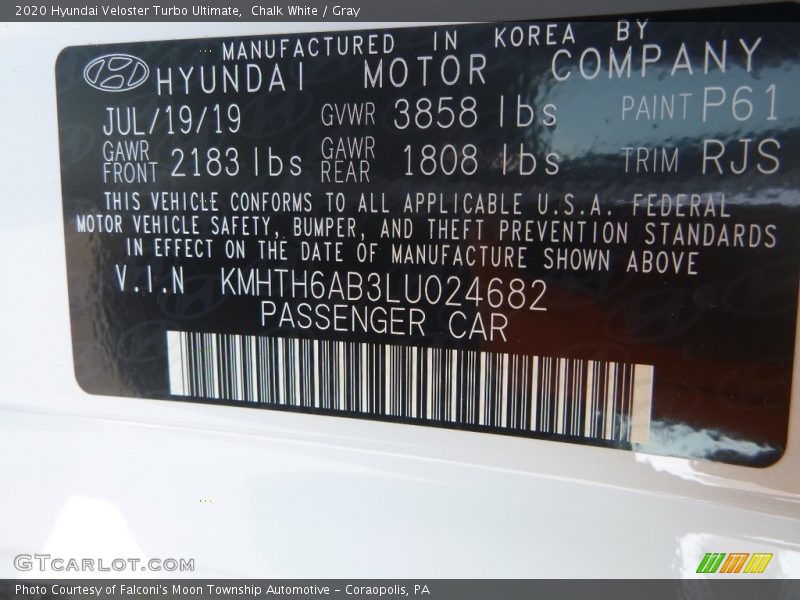 2020 Hyundai Veloster Turbo Ultimate,  Chalk White / Gray
MANUFACTURED IN KOREA BY
HYUNDAI MOTOR COMPANY
JUL/19/19 GVWR 3858 lbs PAINT P61
GAWR FRONT 2183 lbs GAWR REAR 1808 lbs TRIM RJS
THIS VEHICLE CONFORMS TO ALL APPLICABLE U.S.A. FEDERAL
MOTOR VEHICLE SAFETY, BUMPER, AND THEFT PREVENTION STANDARDS
IN EFFECT ON THE DATE OF MANUFACTURE SHOWN ABOVE
V.I.N KMHTH6AB3LU024682
PASSENGER CAR
GTCARLOT.COM
Photo Courtesy of Falconi's Moon Township Automotive - Coraopolis, PA